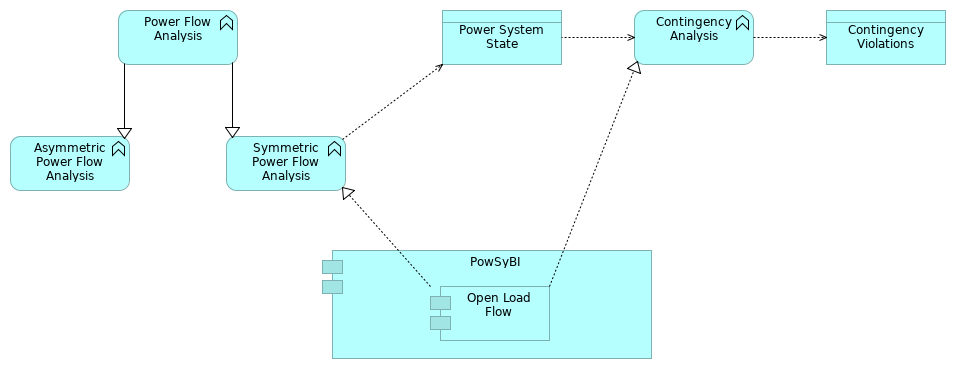 Power Flow
Analysis
Power System
State
Contingency
Analysis
Contingency
Violations
Asymmetric
Power Flow
Analysis
Symmetric
Power Flow
Analysis
PowSyBI
Open Load
Flow